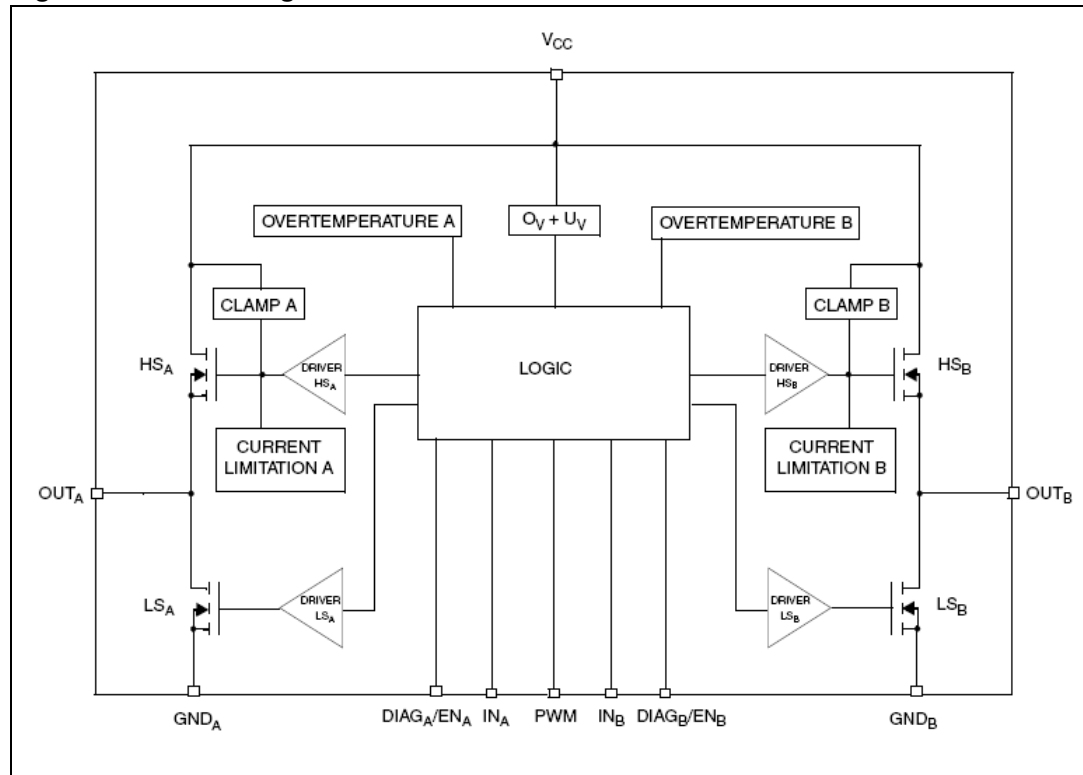 VCC
OVERTEMPERATURE A
OV + UV
OVERTEMPERATURE B
CLAMP A
CLAMP B
HSA
DRIVER
HSA
LOGIC
DRIVER
HSB
HSB
CURRENT
LIMITATION A
CURRENT
LIMITATION B
OUTA
OUTB
LSA
DRIVER
LSA
DRIVER
LSB
LSB
GNDA
DIAGA/ENA
INA
PWM
INB
DIAGB/ENB
GNDB